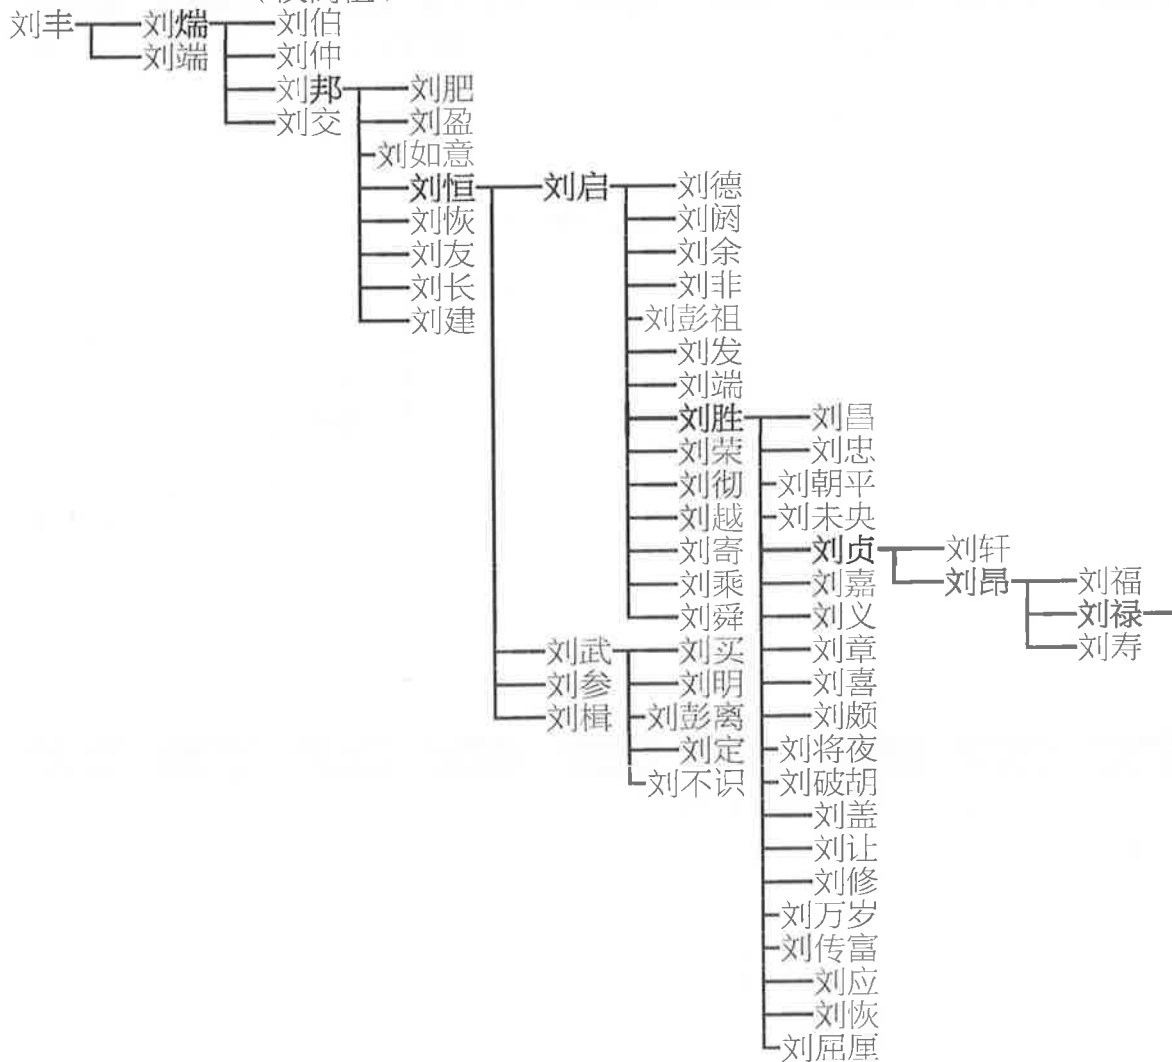 刘丰 刘煓 刘伯
刘端 刘仲
刘邦 刘肥
刘交 刘盈
刘如意
刘恒 刘启 刘德
刘恢 刘阏
刘友 刘余
刘长 刘非
刘建 刘彭祖
刘发
刘端
刘胜 刘昌
刘荣 刘忠
刘彻 刘朝平
刘越 刘未央
刘寄 刘贞 刘轩
刘乘 刘嘉 刘昂 刘福
刘舜 刘义 刘禄
刘武 刘买 刘章 刘寿
刘参 刘明 刘喜
刘楫 刘彭离 刘颇
刘定 刘将夜
刘不识 刘破胡
刘盖
刘让
刘修
刘万岁
刘传富
刘应
刘恢
刘屈厘